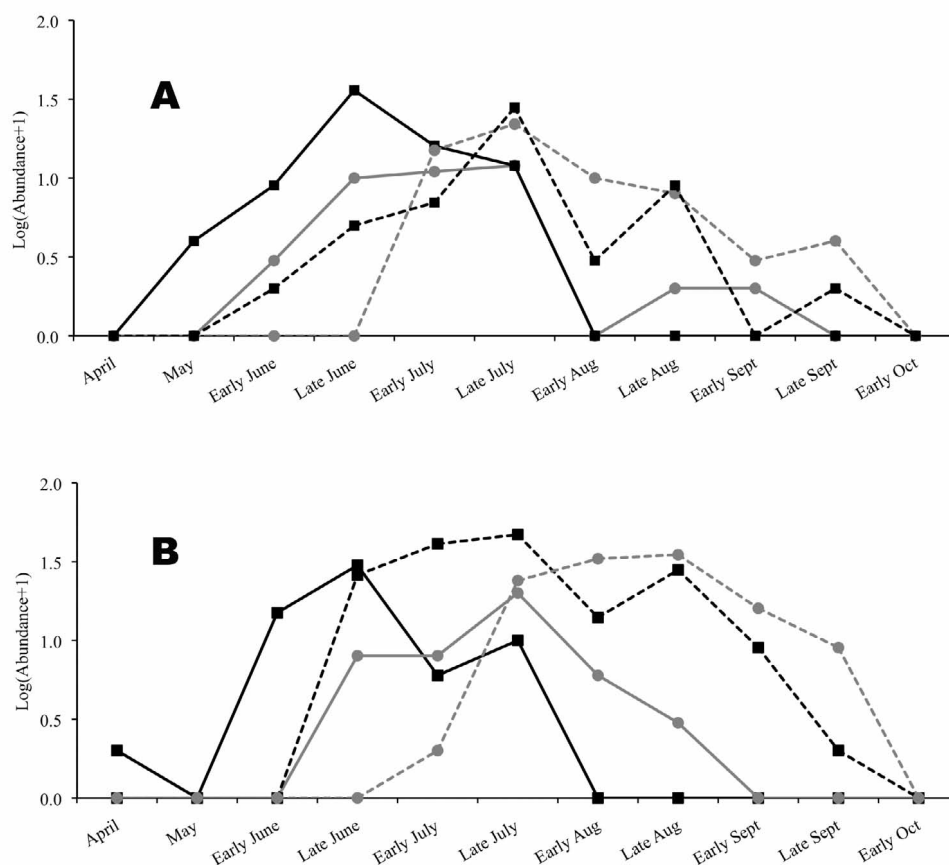 2.0
A
1.5
1.0
0.5
0.0
Log(Abundance+1)
April
May
Early June
Late June
Early July
Late July
Early Aug
Late Aug
Early Sept
Late Sept
Early Oct
2.0
B
1.5
1.0
0.5
0.0
Log(Abundance+1)
April
May
Early June
Late June
Early July
Late July
Early Aug
Late Aug
Early Sept
Late Sept
Early Oct